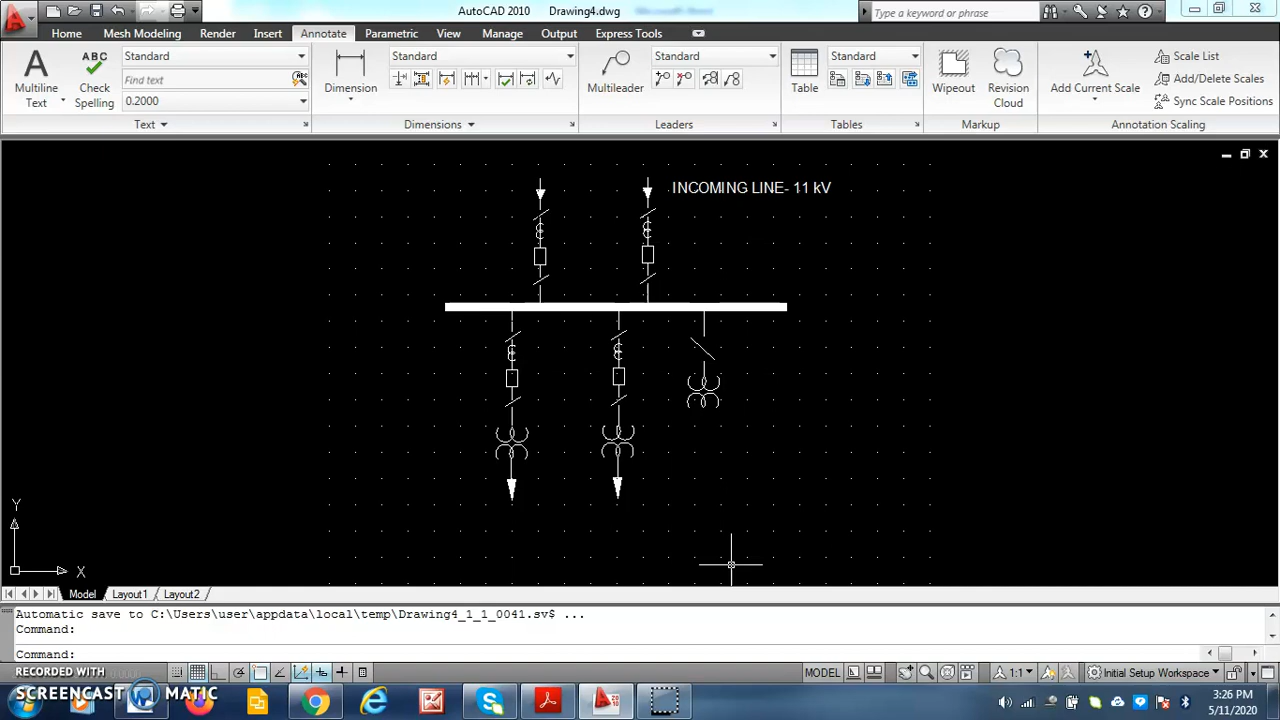 AutoCAD 2010 Drawing4.dwg
Type a keyword or phrase
Home Mesh Modeling Render Insert Annotate Parametric View Manage Output Express Tools
Multiline Text
ABC
Check Spelling
Standard
Find text
0.2000
Text
Dimension
Standard
Dimensions
Multileader
Standard
Leaders
Table
Standard
Tables
Wipeout
Revision Cloud
Markup
Add Current Scale
Scale List
Add/Delete Scales
Sync Scale Positions
Annotation Scaling
INCOMING LINE- 11 kV
Y
X
Model Layout1 Layout2
Automatic save to C:\Users\user\appdata\local\temp\Drawing4_1_1_0041.sv$ ...
Command:
Command:
RECORDED WITH
SCREENCAST MATIC
MODEL
1:1
Initial Setup Workspace
3:26 PM
5/11/2020